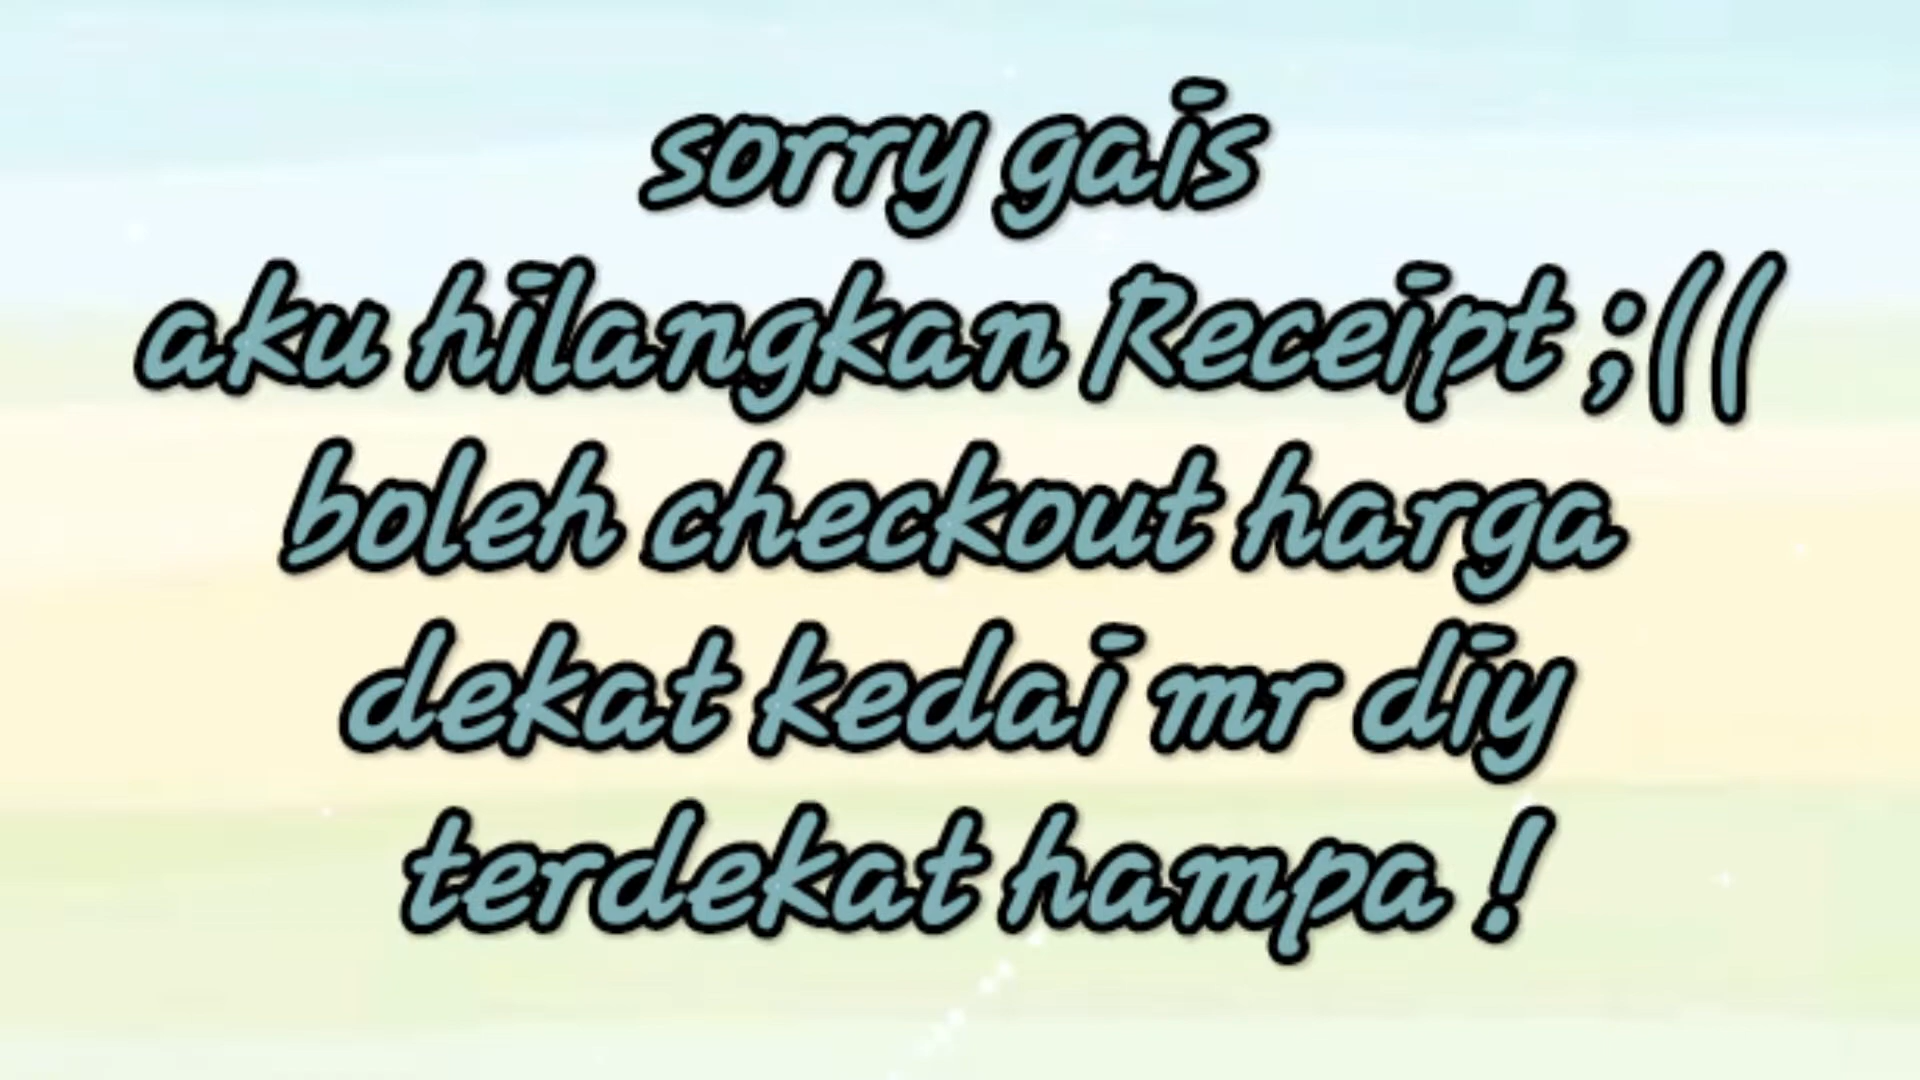 sorry gais
aku hilangkan Receipt ;((
boleh checkout harga
dekat kedai mr diy
terdekat hampa !